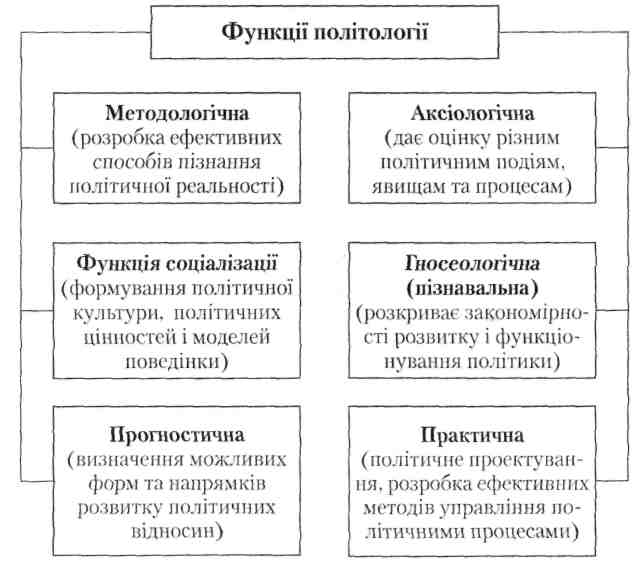 Функції політології
Методологічна
(розробка ефективних
способів пізнання
політичної реальності)
Аксіологічна
(дає оцінку різним
політичним подіям,
явищам та процесам)
Функція соціалізації
(формування політичної
культури, політичних
цінностей і моделей
поведінки)
Гносеологічна
(пізнавальна)
(розкриває закономірно-
сті розвитку і функціо-
нування політики)
Прогностична
(визначення можливих
форм та напрямків
розвитку політичних
відносин)
Практична
(політичне проектуван-
ня, розробка ефективних
методів управління по-
літичними процесами)